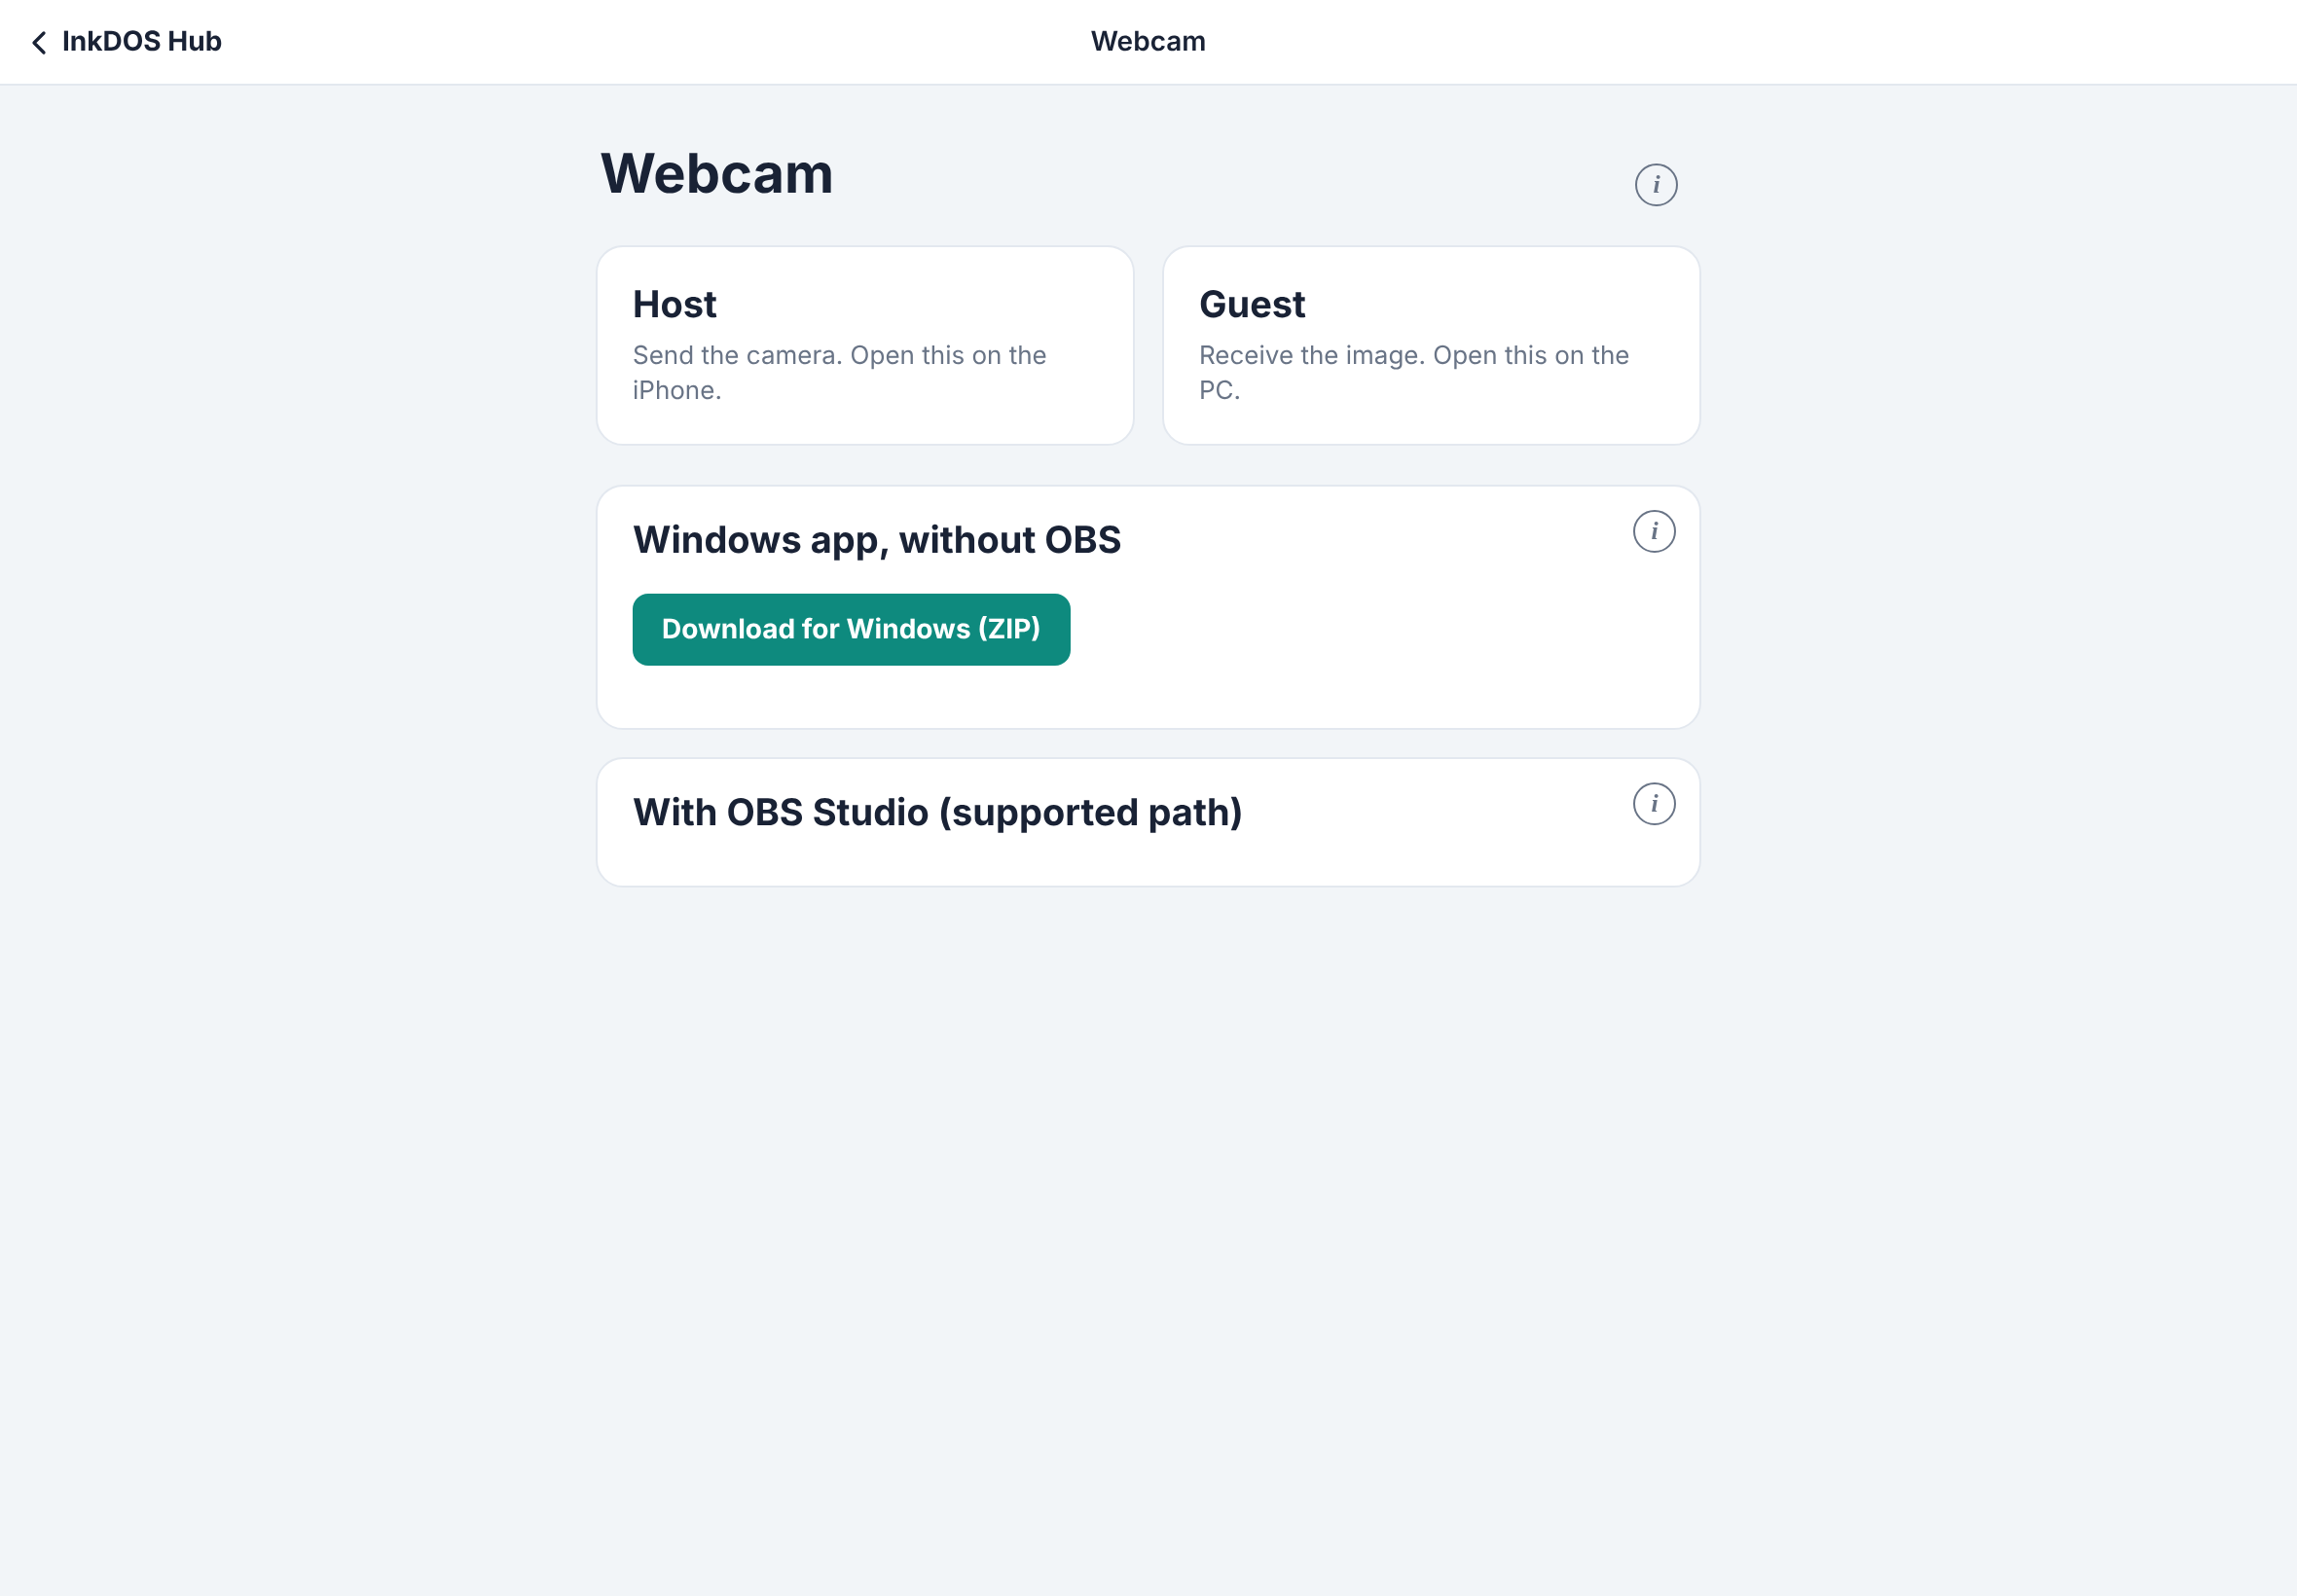 InkDOS Hub
Webcam
Webcam
i
Host
Send the camera. Open this on the
iPhone.
Guest
Receive the image. Open this on the
PC.
Windows app, without OBS
i
Download for Windows (ZIP)
With OBS Studio (supported path)
i